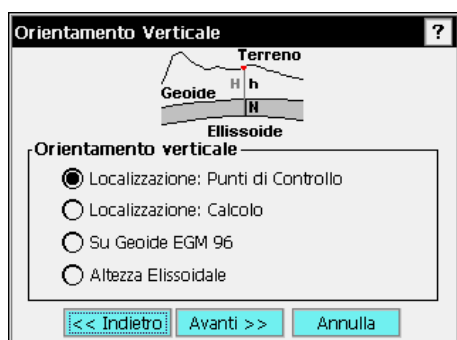 Orientamento Verticale ?
Terreno
H h
Geoide
N
Ellissoide
Orientamento verticale
Localizzazione: Punti di Controllo
Localizzazione: Calcolo
Su Geoide EGM 96
Altezza Elissoidale
<< Indietro Avanti >> Annulla